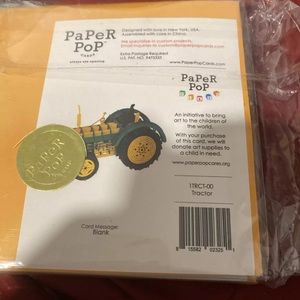 PaPeR
PoP
CARDS
always eye opening
Designed with love in New York, USA.
Assembled with care in China.
We specialize in custom projects.
Email inquiries to: custom@paperpopcards.com
Extra Postage Required
U.S. PAT. NO.
www.PaperPopCards.com
PaPeR
PoP
An initiative to bring
art to the children of
the world.
With your purchase
of this card, we will
donate art supplies to
a child in need.
www.paperpopcards.org
PaPeR
PoP
1TRCT-00
Tractor
Card Message:
Blank